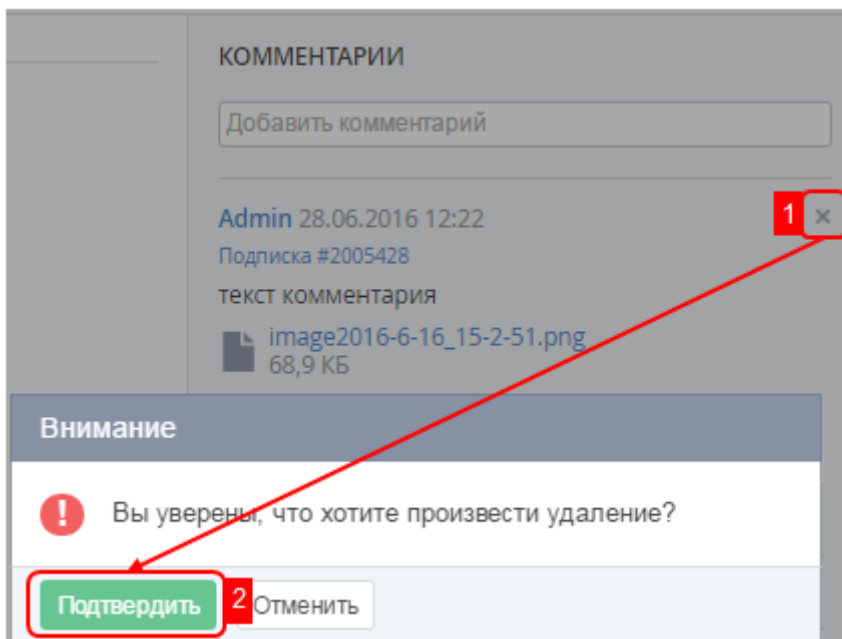 КОММЕНТАРИИ
Добавить комментарий
Admin 28.06.2016 12:22
1 ×
Подписка #2005428
текст комментария
image2016-6-16_15-2-51.png
68,9 КБ
Внимание
! Вы уверены, что хотите произвести удаление?
Подтвердить 2 Отменить